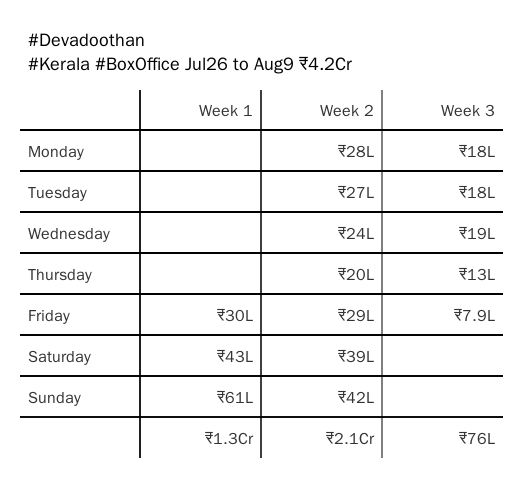 #Devadoothan
#Kerala #BoxOffice Jul26 to Aug9 ₹4.2Cr
Week 1 Week 2 Week 3
Monday ₹28L ₹18L
Tuesday ₹27L ₹18L
Wednesday ₹24L ₹19L
Thursday ₹20L ₹13L
Friday ₹30L ₹29L ₹7.9L
Saturday ₹43L ₹39L
Sunday ₹61L ₹42L
₹1.3Cr ₹2.1Cr ₹76L